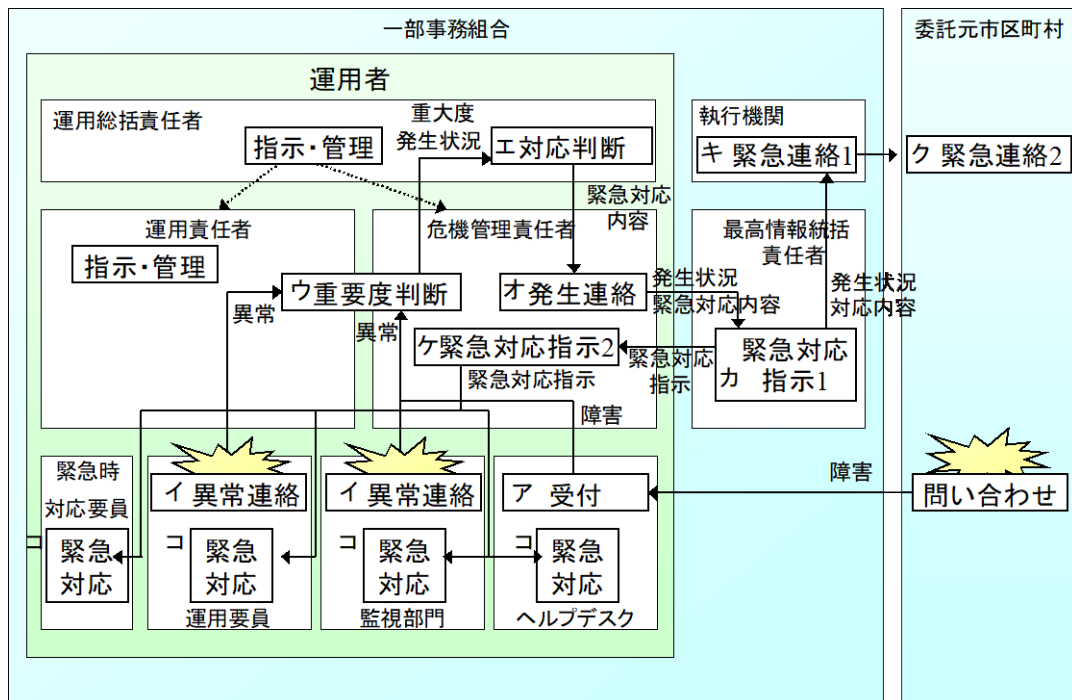 一部事務組合
委託元市区町村
運用者
運用総括責任者
指示・管理
重大度
発生状況
エ対応判断
執行機関
キ 緊急連絡1
ク 緊急連絡2
緊急対応
内容
運用責任者
指示・管理
危機管理責任者
最高情報統括
責任者
ウ重要度判断
オ発生連絡
発生状況
緊急対応内容
発生状況
対応内容
異常
異常
ケ緊急対応指示2
緊急対応
指示
緊急対応
指示1
カ
緊急対応指示
障害
緊急時
対応要員
イ異常連絡
イ異常連絡
ア 受付
障害
問い合わせ
コ
緊急
対応
コ
緊急
対応
コ
緊急
対応
コ
緊急
対応
運用要員
監視部門
ヘルプデスク